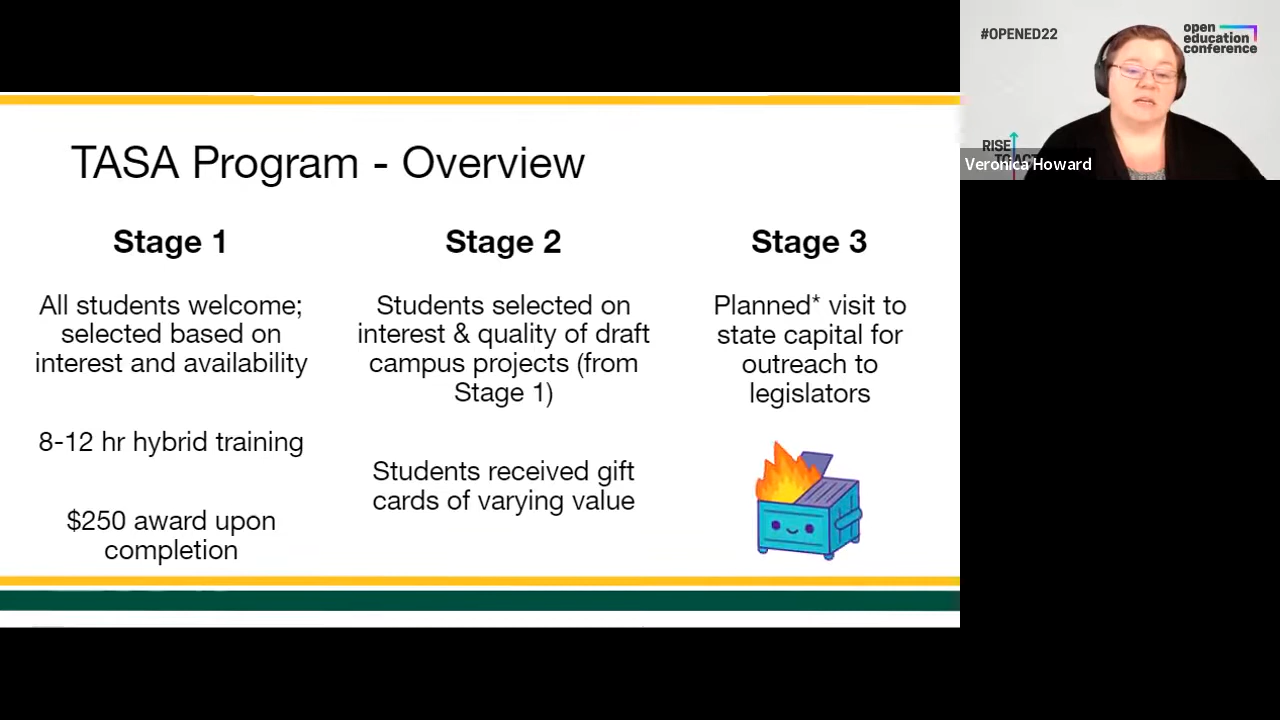 #OPENED22
open
education
conference
RISE
Veronica Howard
TASA Program - Overview
Stage 1
All students welcome;
selected based on
interest and availability
8-12 hr hybrid training
$250 award upon
completion
Stage 2
Students selected on
interest & quality of draft
campus projects (from
Stage 1)
Students received gift
cards of varying value
Stage 3
Planned* visit to
state capital for
outreach to
legislators